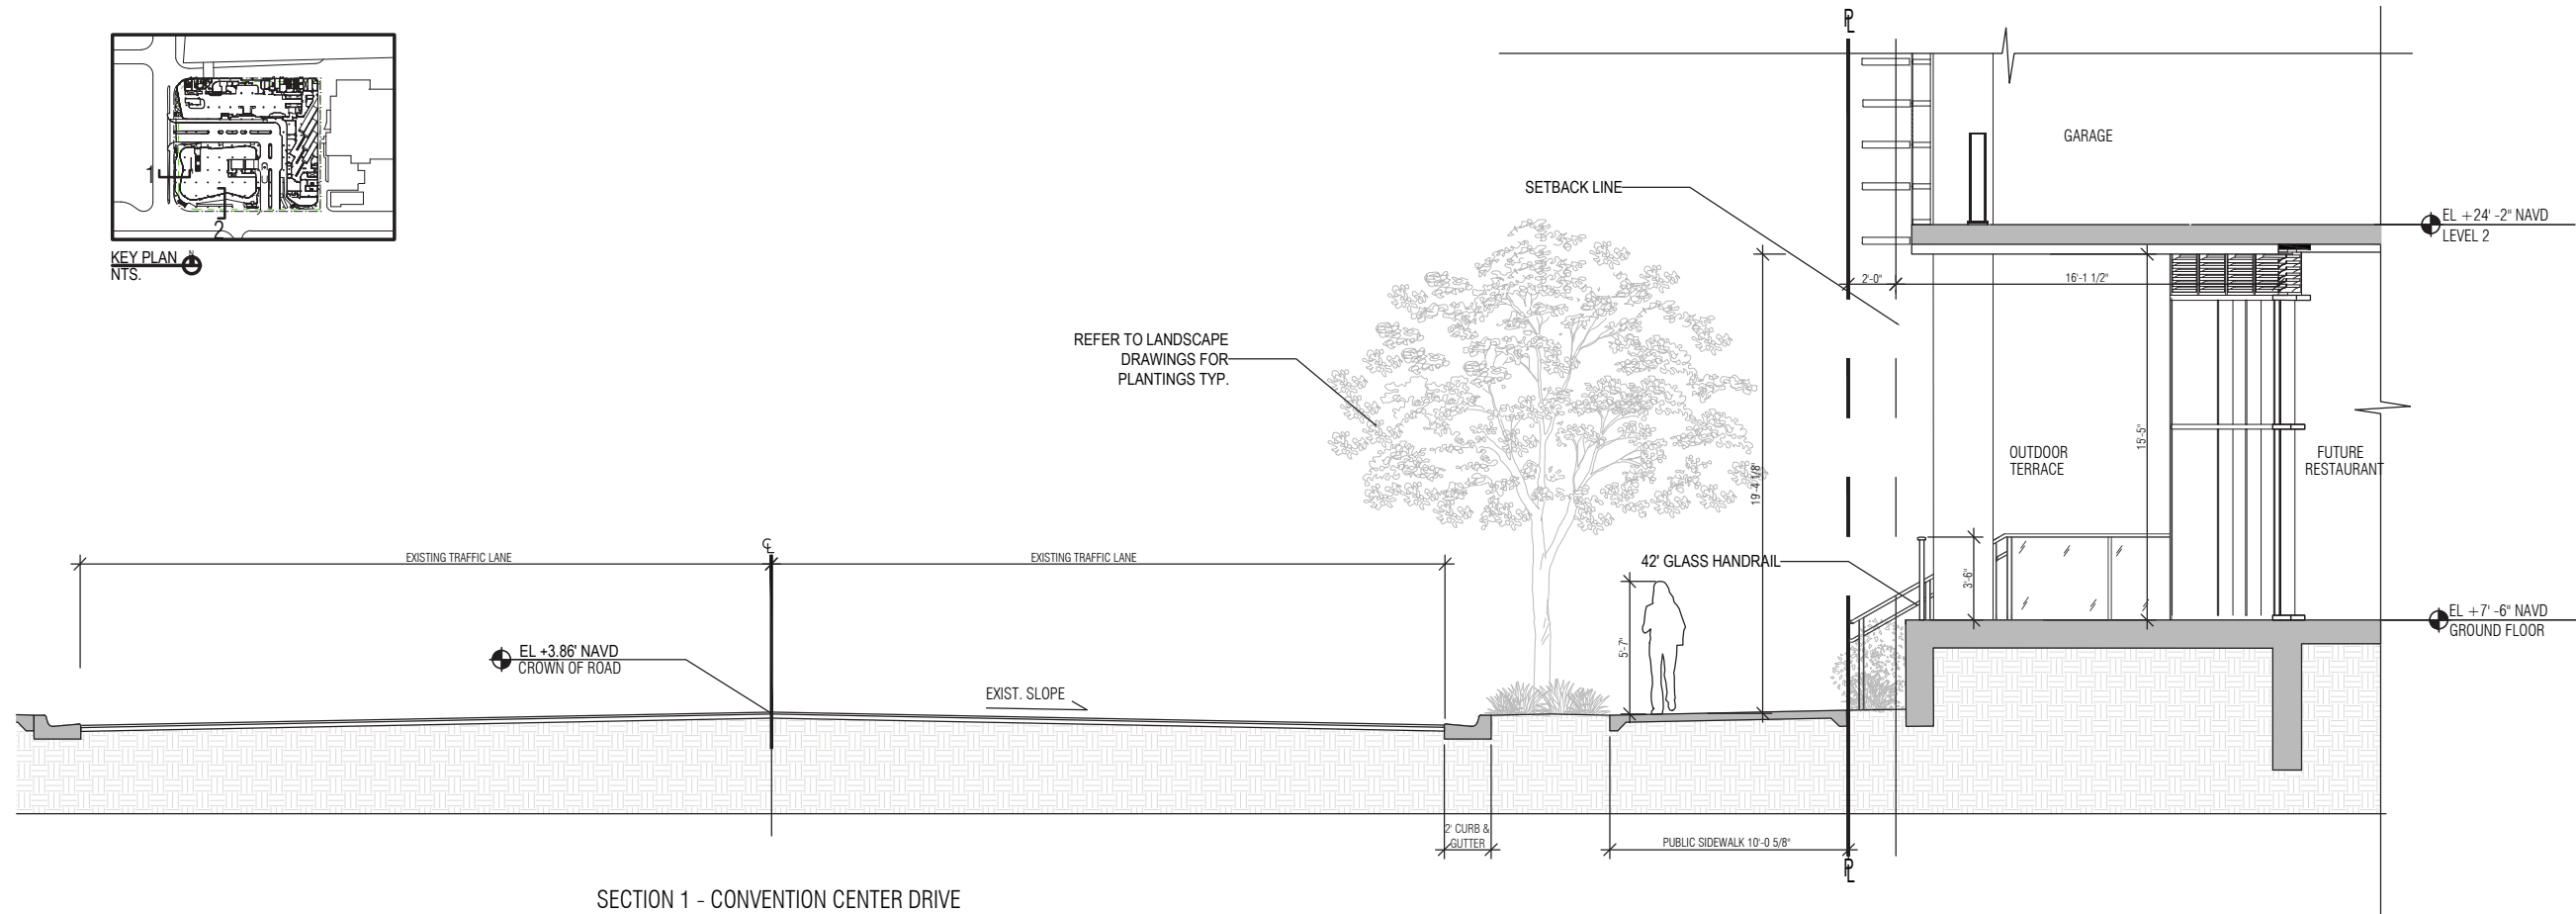 1
2
N
KEY PLAN
NTS.
PL
GARAGE
SETBACK LINE
EL +24' -2" NAVD
LEVEL 2
2'-0"
16'-1 1/2"
REFER TO LANDSCAPE
DRAWINGS FOR
PLANTINGS TYP.
19'-4 1/8"
15'-5"
OUTDOOR
TERRACE
FUTURE
RESTAURANT
CL
EXISTING TRAFFIC LANE
EXISTING TRAFFIC LANE
42' GLASS HANDRAIL
3'-6"
5'-7"
EL +7' -6" NAVD
GROUND FLOOR
EL +3.86' NAVD
CROWN OF ROAD
EXIST. SLOPE
2' CURB &
GUTTER
PUBLIC SIDEWALK 10'-0 5/8"
PL
SECTION 1 - CONVENTION CENTER DRIVE